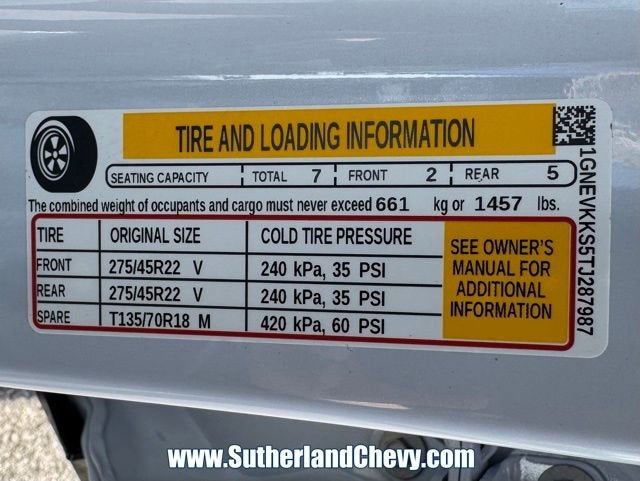 TIRE AND LOADING INFORMATION
SEATING CAPACITY TOTAL 7 FRONT 2 REAR 5
The combined weight of occupants and cargo must never exceed 661 kg or 1457 lbs.
TIRE ORIGINAL SIZE COLD TIRE PRESSURE
FRONT 275/45R22 V 240 kPa, 35 PSI
REAR 275/45R22 V 240 kPa, 35 PSI
SPARE T135/70R18 M 420 kPa, 60 PSI
SEE OWNER'S
MANUAL FOR
ADDITIONAL
INFORMATION
1GNEVKKS5TJ287987
www.SutherlandChevy.com